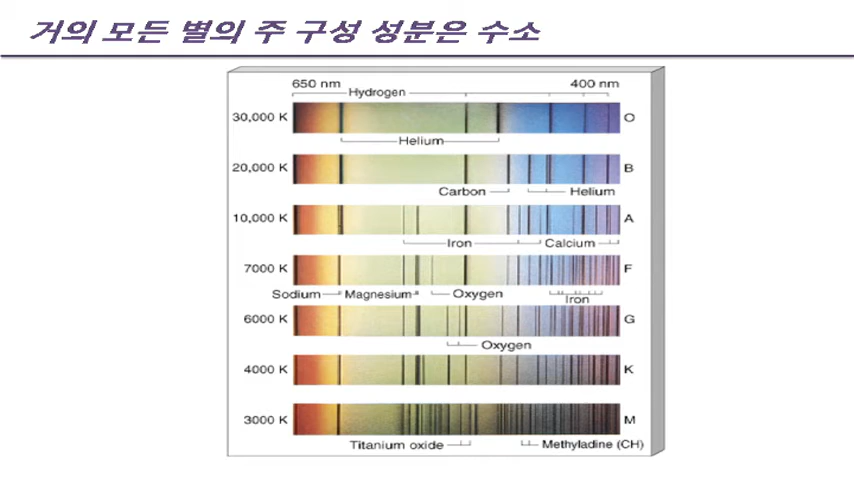 거의 모든 별의 주 구성 성분은 수소
650 nm 400 nm
Hydrogen
30,000 K O
Helium
20,000 K B
Carbon Helium
10,000 K A
Iron Calcium
7000 K F
Sodium Magnesium Oxygen Iron
6000 K G
Oxygen
4000 K K
3000 K M
Titanium oxide Methyladine (CH)